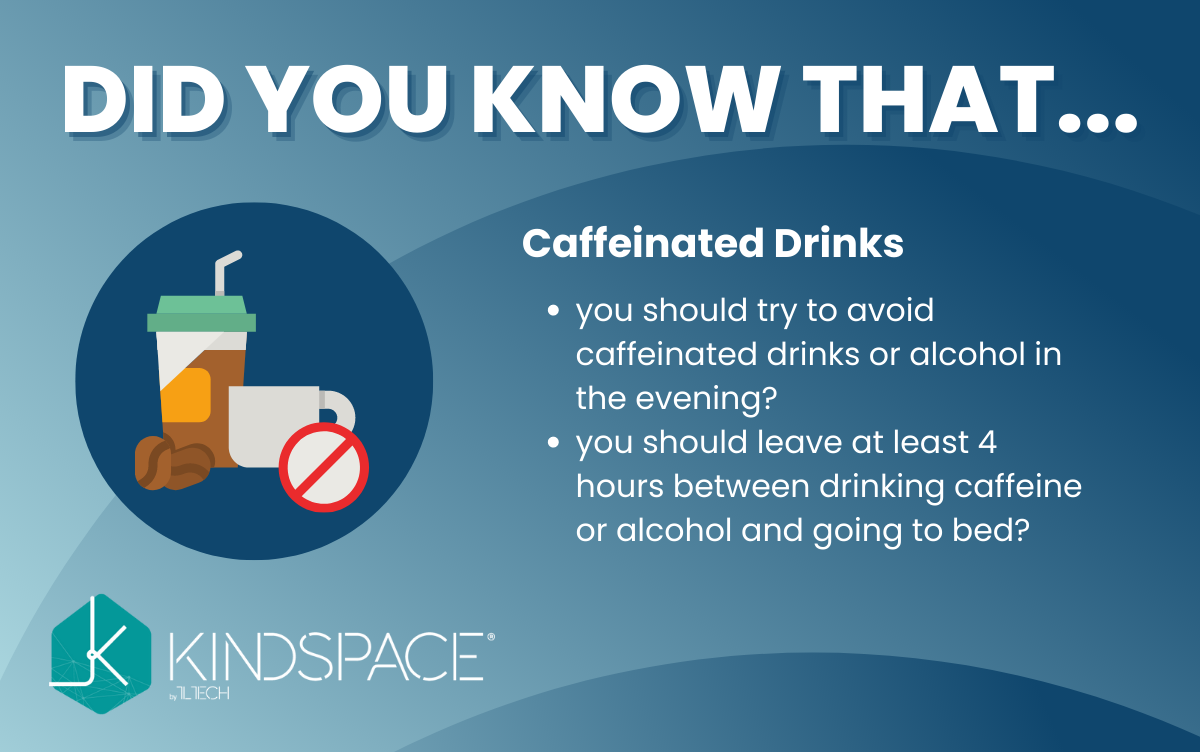 DID YOU KNOW THAT...
Caffeinated Drinks
• you should try to avoid
caffeinated drinks or alcohol in
the evening?
• you should leave at least 4
hours between drinking caffeine
or alcohol and going to bed?
KINDSPACE®
by 1L1TECH